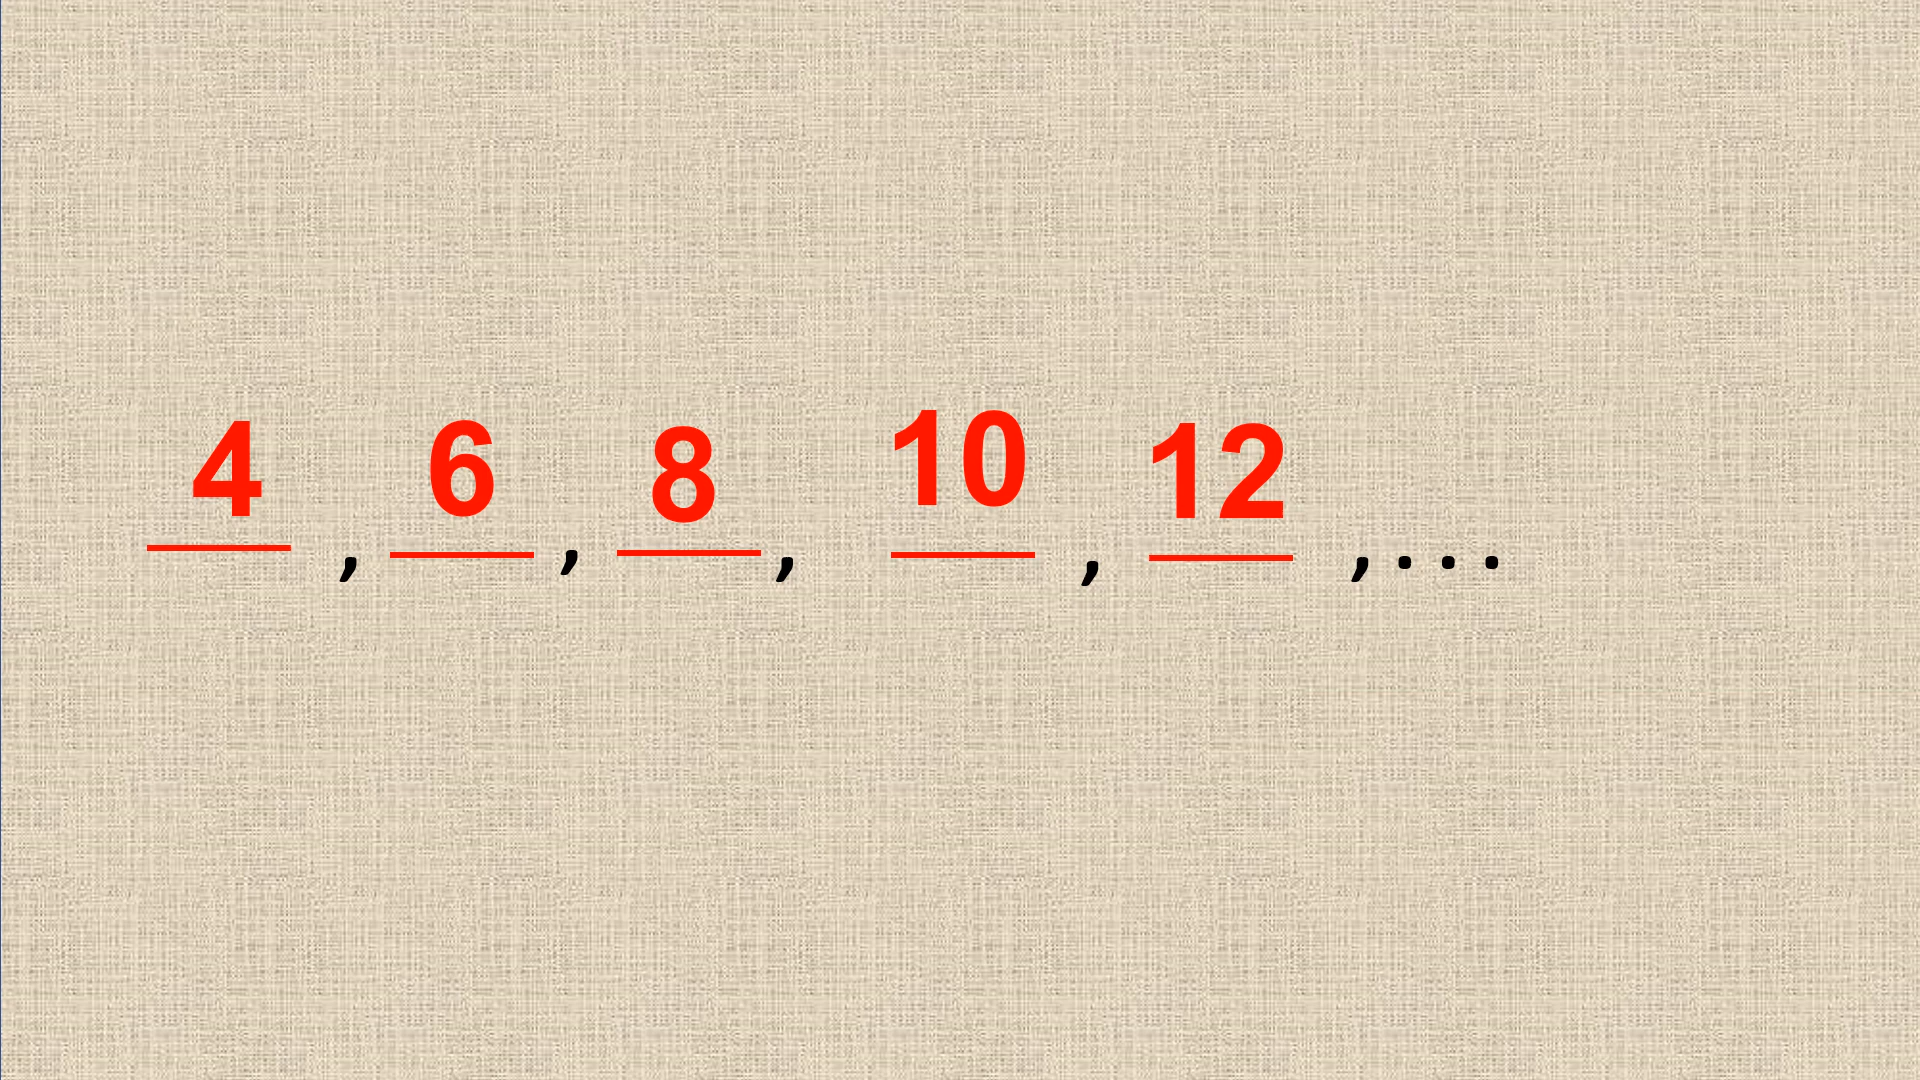 4 , 6 , 8 , 10 , 12 , . . .